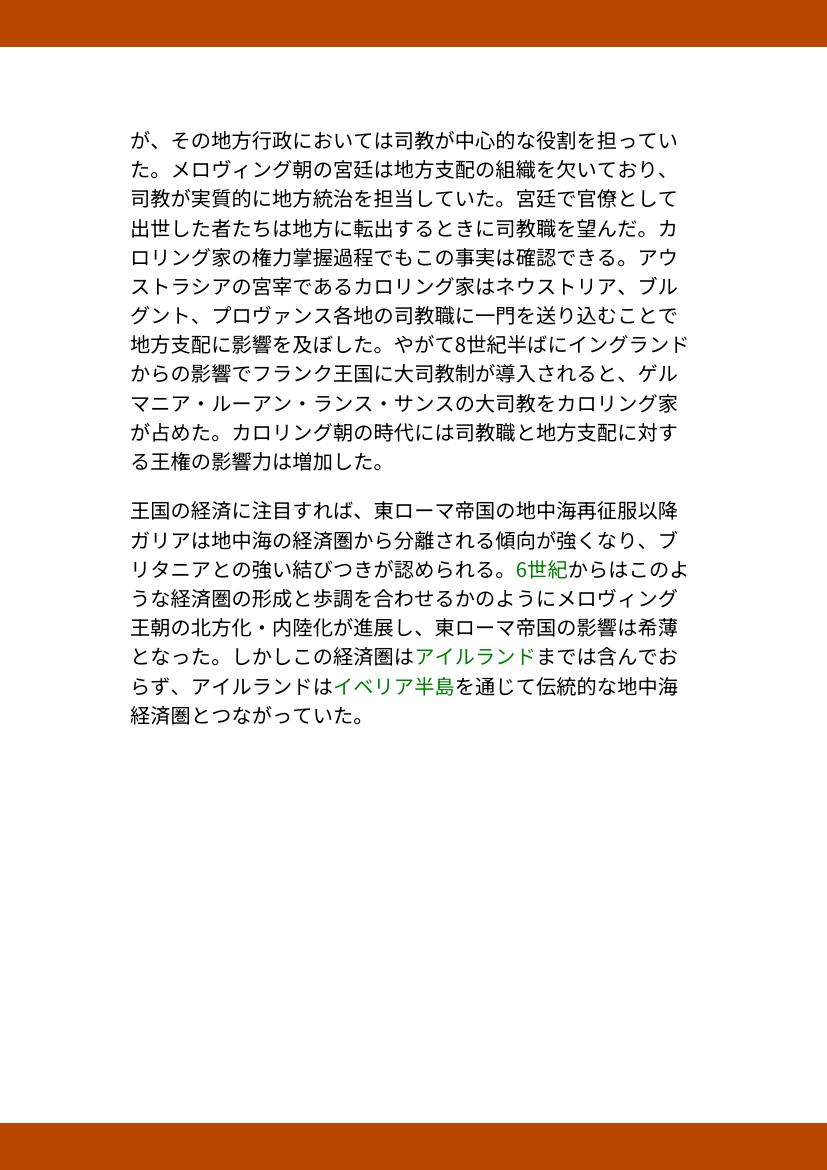 が、その地方行政においては司教が中心的な役割を担ってい
た。メロヴィング朝の宮廷は地方支配の組織を欠いており、
司教が実質的に地方統治を担当していた。宮廷で官僚として
出世した者たちは地方に転出するときに司教職を望んだ。カ
ロリング家の権力掌握過程でもこの事実は確認できる。アウ
ストラシアの宮宰であるカロリング家はネウストリア、ブル
グント、プロヴァンス各地の司教職に一門を送り込むことで
地方支配に影響を及ぼした。やがて8世紀半ばにイングランド
からの影響でフランク王国に大司教制が導入されると、ゲル
マニア・ルーアン・ランス・サンスの大司教をカロリング家
が占めた。カロリング朝の時代には司教職と地方支配に対す
る王権の影響力は増加した。
王国の経済に注目すれば、東ローマ帝国の地中海再征服以降
ガリアは地中海の経済圏から分離される傾向が強くなり、ブ
リタニアとの強い結びつきが認められる。6世紀からはこのよ
うな経済圏の形成と歩調を合わせるかのようにメロヴィング
王朝の北方化・内陸化が進展し、東ローマ帝国の影響は希薄
となった。しかしこの経済圏はアイルランドまでは含んでお
らず、アイルランドはイベリア半島を通じて伝統的な地中海
経済圏とつながっていた。